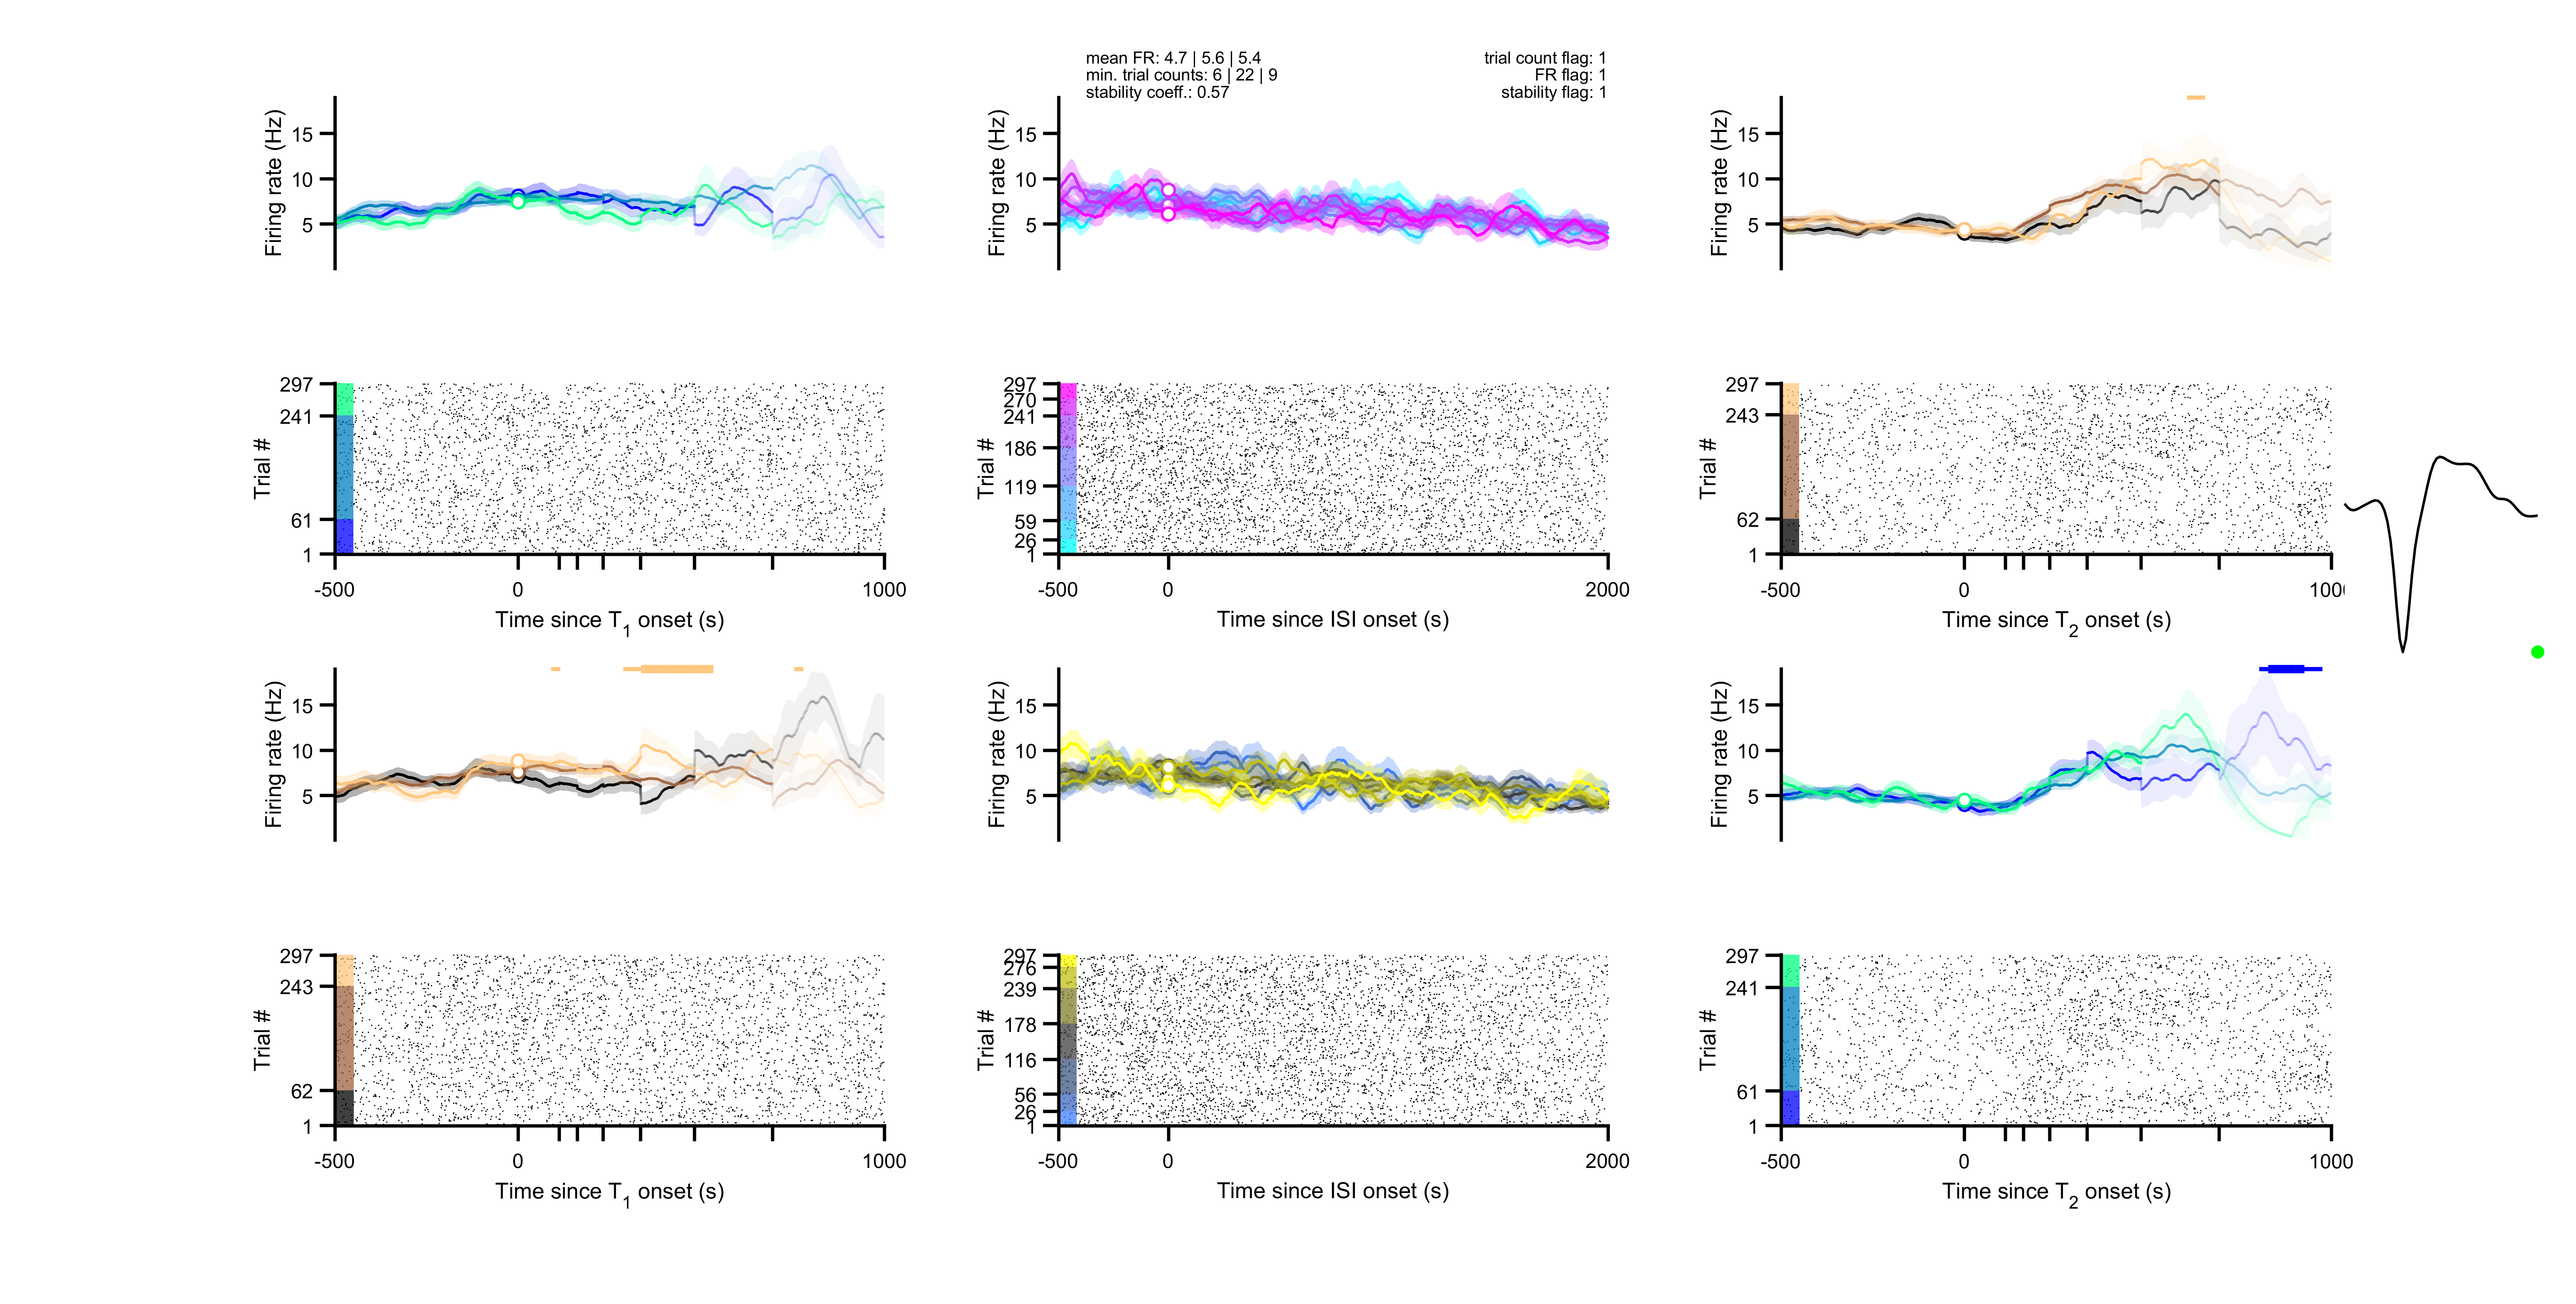 mean FR: 4.7 | 5.6 | 5.4
min. trial counts: 6 | 22 | 9
stability coeff.: 0.57
trial count flag: 1
FR flag: 1
stability flag: 1
Firing rate (Hz)
15
10
5
Firing rate (Hz)
15
10
5
Firing rate (Hz)
15
10
5
Trial #
297
241
61
1
-500
0
1000
Time since T1 onset (s)
Trial #
297
270
241
186
119
59
26
1
-500
0
2000
Time since ISI onset (s)
Trial #
297
243
62
1
-500
0
1000
Time since T2 onset (s)
Firing rate (Hz)
15
10
5
Firing rate (Hz)
15
10
5
Firing rate (Hz)
15
10
5
Trial #
297
243
62
1
-500
0
1000
Time since T1 onset (s)
Trial #
297
276
239
178
116
56
26
1
-500
0
2000
Time since ISI onset (s)
Trial #
297
241
61
1
-500
0
1000
Time since T2 onset (s)